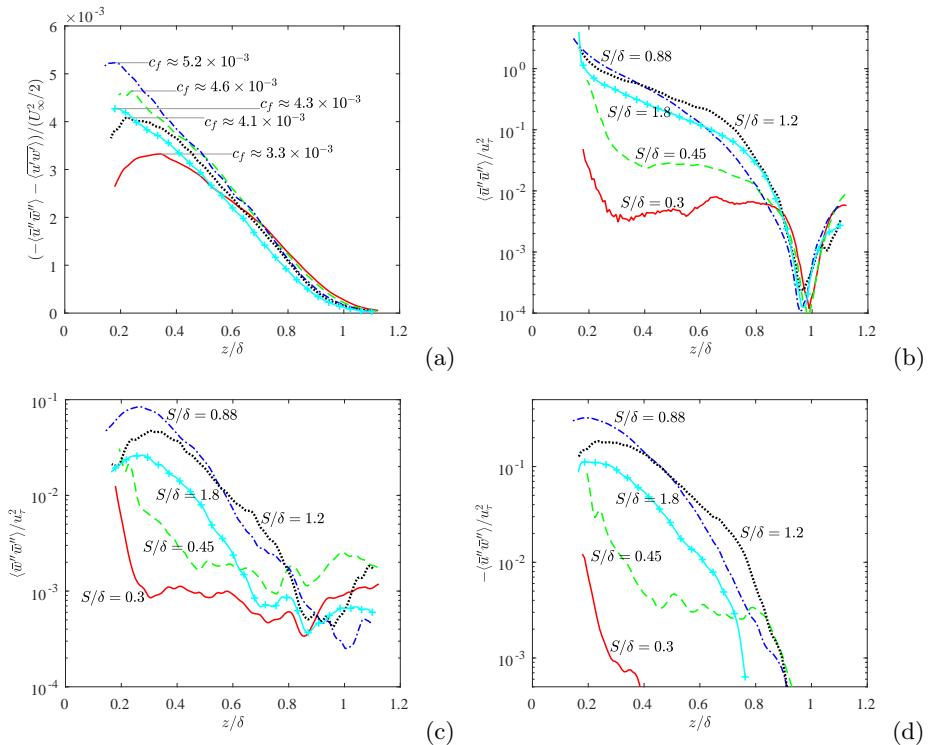 ×10⁻³
6
5
4
3
2
1
0
(−⟨ū″w̄″⟩ − ⟨u′w′⟩)/(U²∞/2)
c_f ≈ 5.2 × 10⁻³
c_f ≈ 4.6 × 10⁻³
c_f ≈ 4.3 × 10⁻³
c_f ≈ 4.1 × 10⁻³
c_f ≈ 3.3 × 10⁻³
0 0.2 0.4 0.6 0.8 1 1.2
z/δ
(a)
10⁰
10⁻¹
10⁻²
10⁻³
10⁻⁴
⟨ū″ū″⟩/u²τ
S/δ = 0.88
S/δ = 1.8
S/δ = 1.2
S/δ = 0.45
S/δ = 0.3
0 0.2 0.4 0.6 0.8 1 1.2
z/δ
(b)
10⁻¹
10⁻²
10⁻³
10⁻⁴
⟨w̄″w̄″⟩/u²τ
S/δ = 0.88
S/δ = 1.8
S/δ = 1.2
S/δ = 0.45
S/δ = 0.3
0 0.2 0.4 0.6 0.8 1 1.2
z/δ
(c)
10⁻¹
10⁻²
10⁻³
−⟨ū″w̄″⟩/u²τ
S/δ = 0.88
S/δ = 1.8
S/δ = 1.2
S/δ = 0.45
S/δ = 0.3
0 0.2 0.4 0.6 0.8 1 1.2
z/δ
(d)